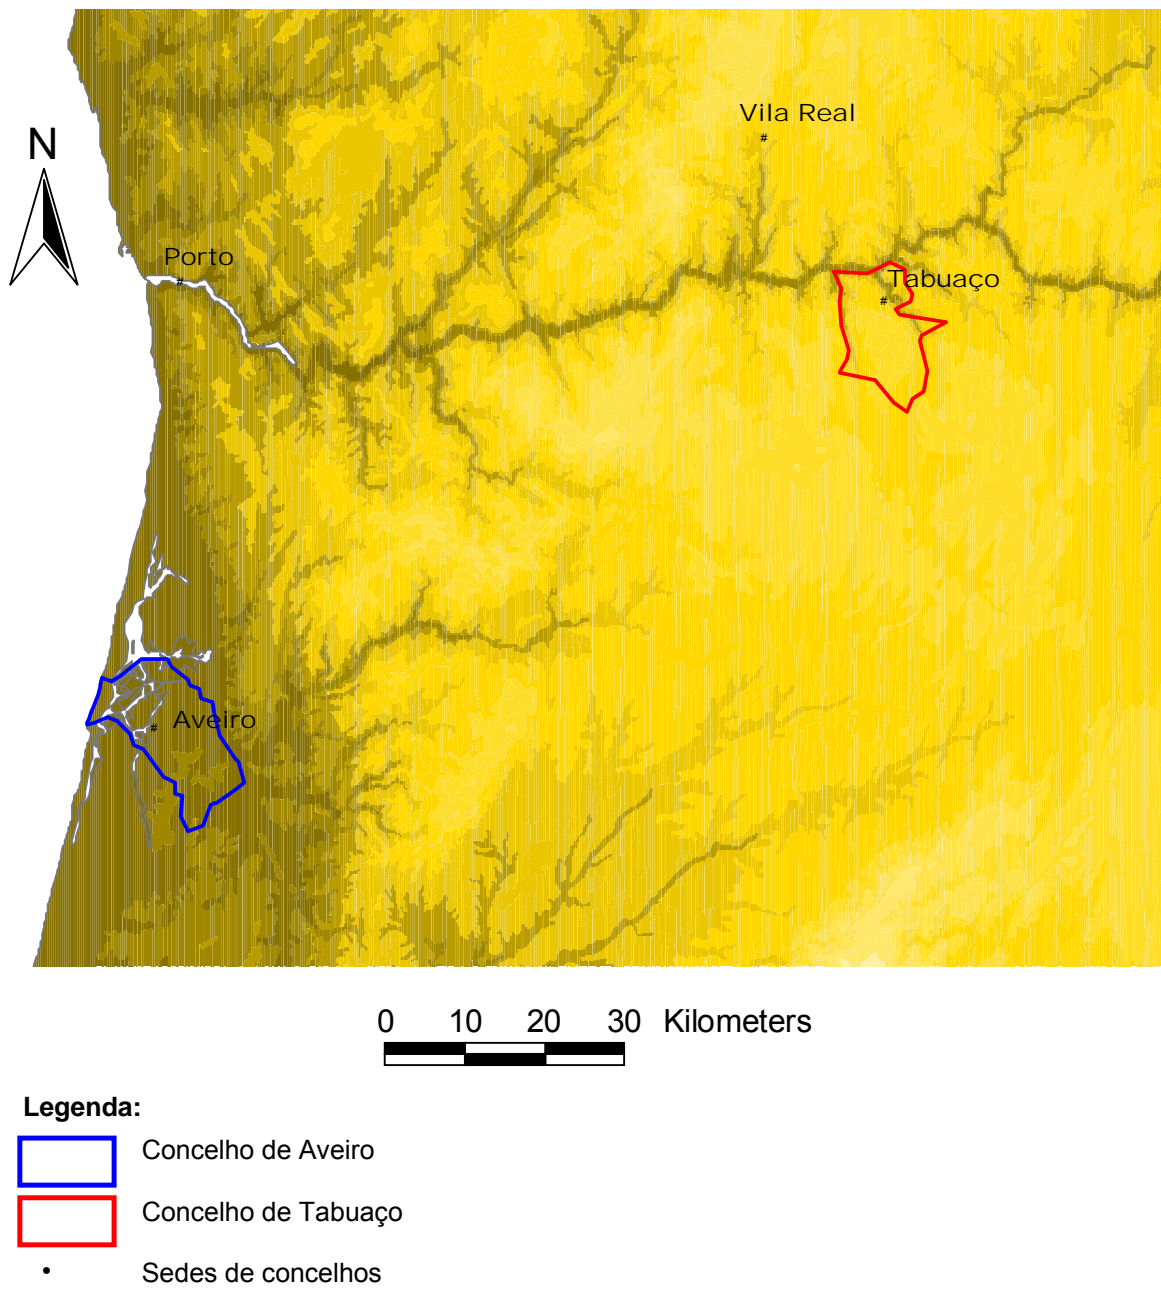 Vila Real
#
N
Porto
#
Tabuaço
#
Aveiro
#
0 10 20 30 Kilometers
Legenda:
Concelho de Aveiro
Concelho de Tabuaço
Sedes de concelhos